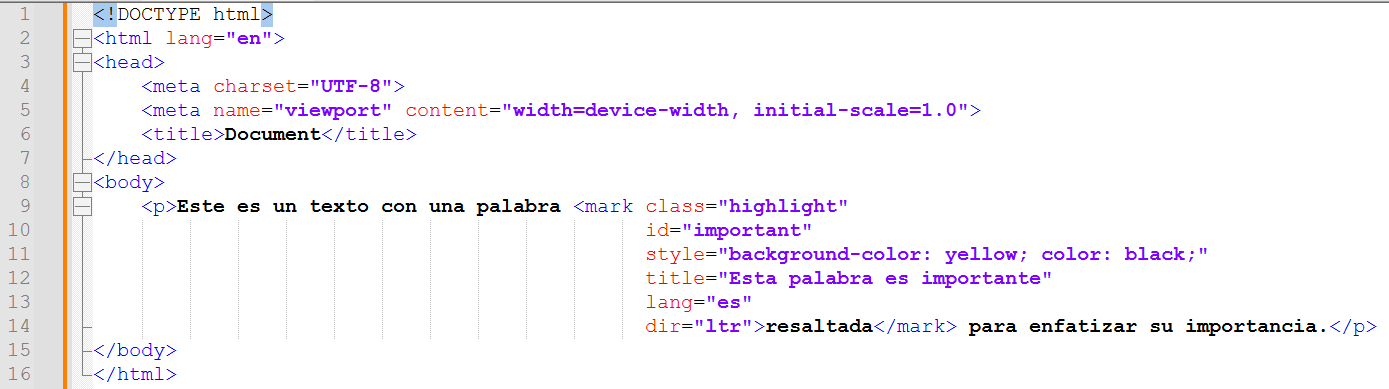 1 <!DOCTYPE html>
2 <html lang="en">
3 <head>
4     <meta charset="UTF-8">
5     <meta name="viewport" content="width=device-width, initial-scale=1.0">
6     <title>Document</title>
7 </head>
8 <body>
9     <p>Este es un texto con una palabra <mark class="highlight"
10                                               id="important"
11                                               style="background-color: yellow; color: black;"
12                                               title="Esta palabra es importante"
13                                               lang="es"
14                                               dir="ltr">resaltada</mark> para enfatizar su importancia.</p>
15 </body>
16 </html>